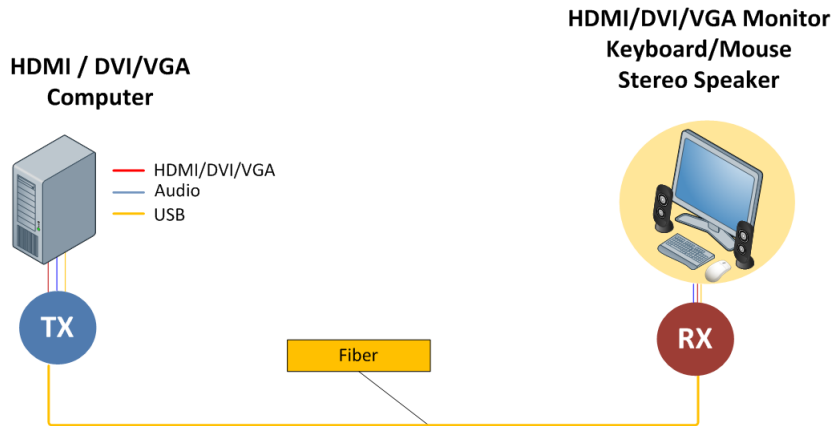 HDMI/DVI/VGA Monitor
Keyboard/Mouse
Stereo Speaker
HDMI / DVI/VGA
Computer
HDMI/DVI/VGA
Audio
USB
TX
RX
Fiber